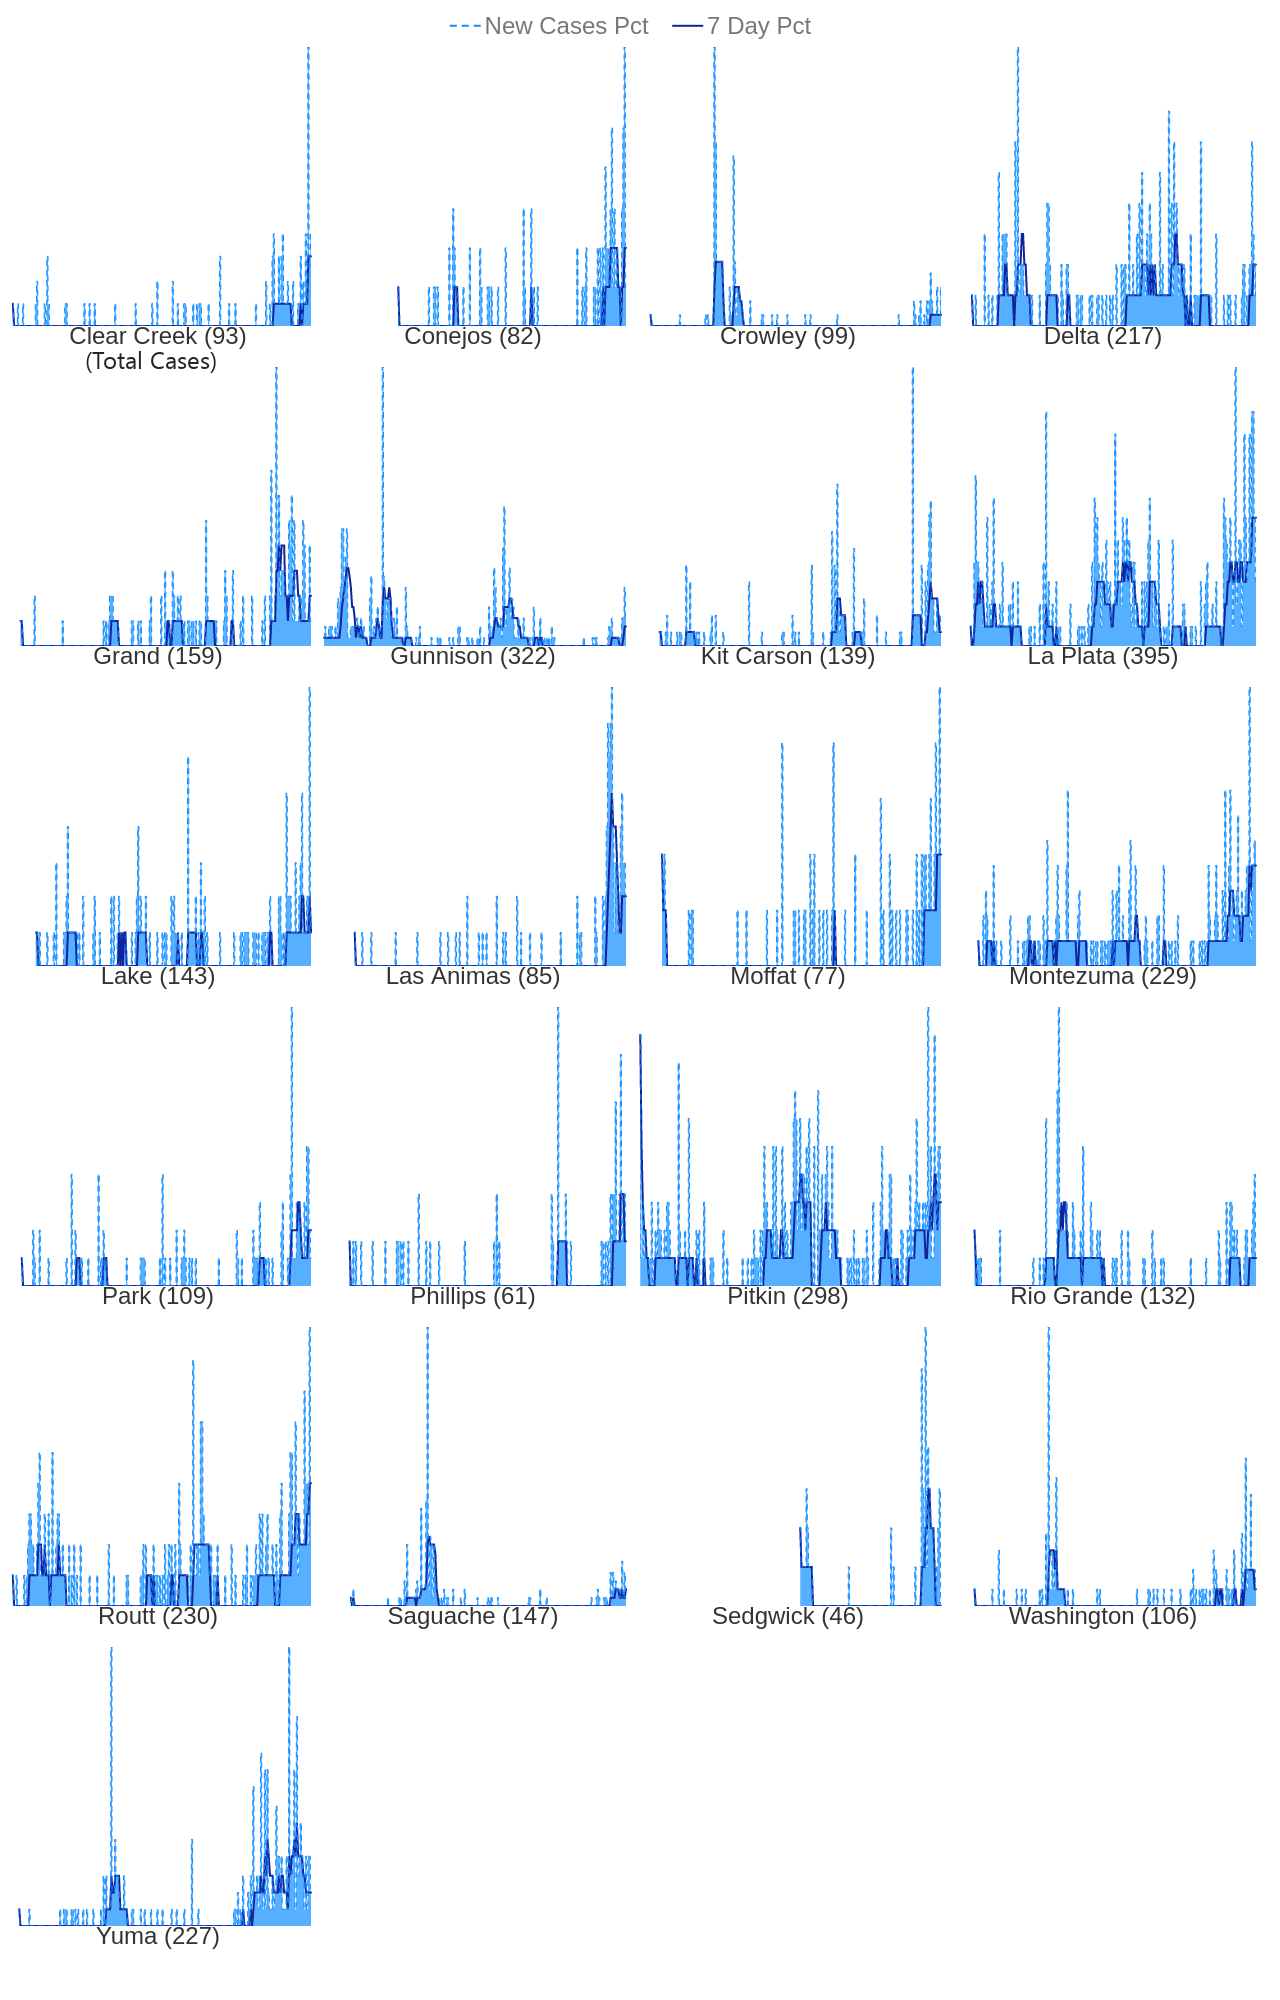 New Cases Pct 7 Day Pct
Clear Creek (93) Conejos (82) Crowley (99) Delta (217)
(Total Cases)
Grand (159) Gunnison (322) Kit Carson (139) La Plata (395)
Lake (143) Las Animas (85) Moffat (77) Montezuma (229)
Park (109) Phillips (61) Pitkin (298) Rio Grande (132)
Routt (230) Saguache (147) Sedgwick (46) Washington (106)
Yuma (227)